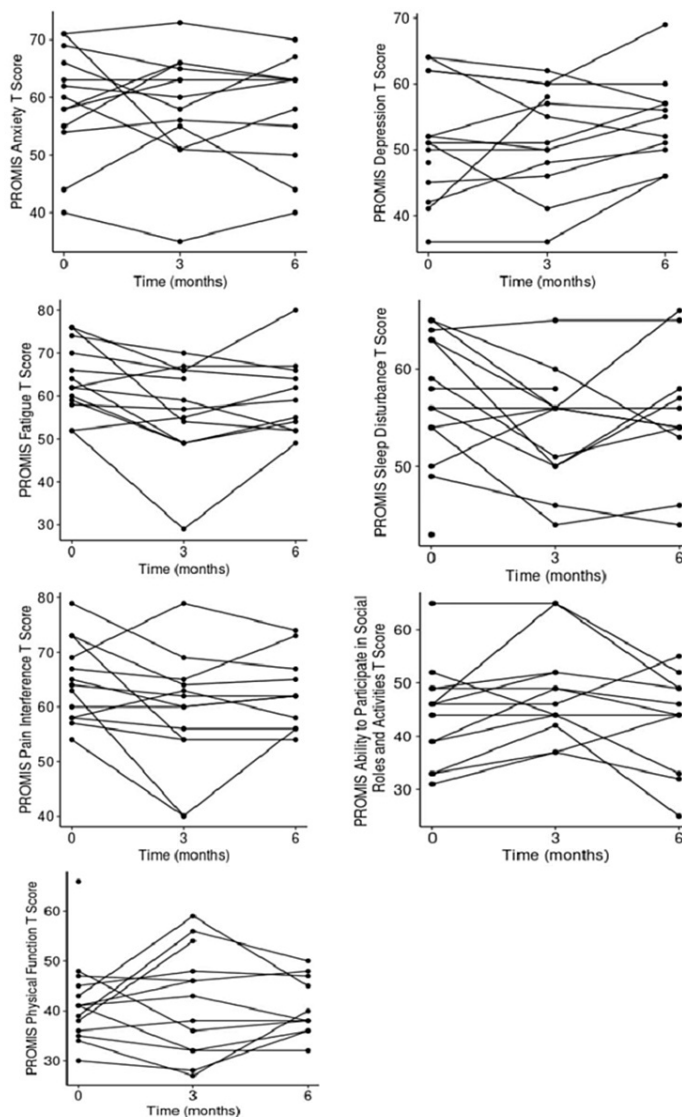 PROMIS Anxiety T Score
70
60
50
40
0 3 6
Time (months)
PROMIS Depression T Score
70
60
50
40
0 3 6
Time (months)
PROMIS Fatigue T Score
80
70
60
50
40
30
0 3 6
Time (months)
PROMIS Sleep Disturbance T Score
60
50
0 3 6
Time (months)
PROMIS Pain Interference T Score
80
70
60
50
40
0 3 6
Time (months)
PROMIS Ability to Participate in Social
Roles and Activities T Score
60
50
40
30
0 3 6
Time (months)
PROMIS Physical Function T Score
60
50
40
30
0 3 6
Time (months)